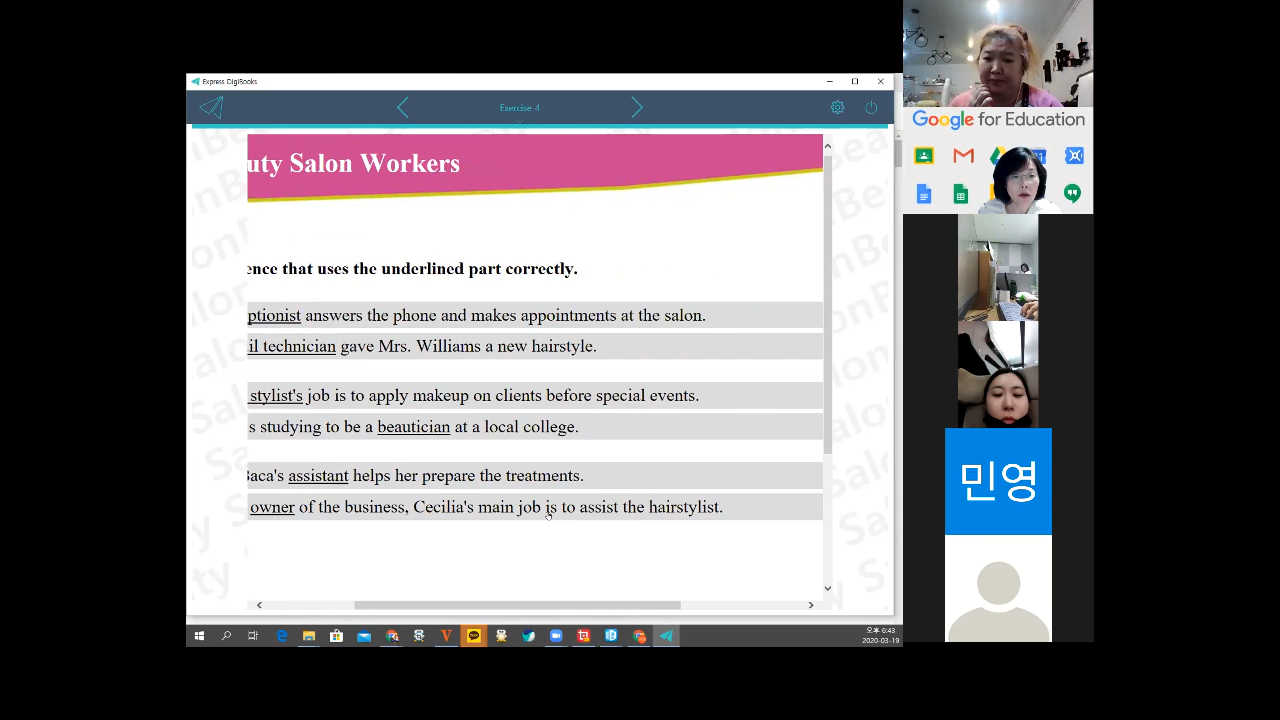 Express DigiBooks
Exercise 4
uty Salon Workers
ence that uses the underlined part correctly.
ptionist answers the phone and makes appointments at the salon.
il technician gave Mrs. Williams a new hairstyle.
stylist's job is to apply makeup on clients before special events.
s studying to be a beautician at a local college.
Baca's assistant helps her prepare the treatments.
owner of the business, Cecilia's main job is to assist the hairstylist.
오후 6:43
2020-03-19
Google for Education
민영